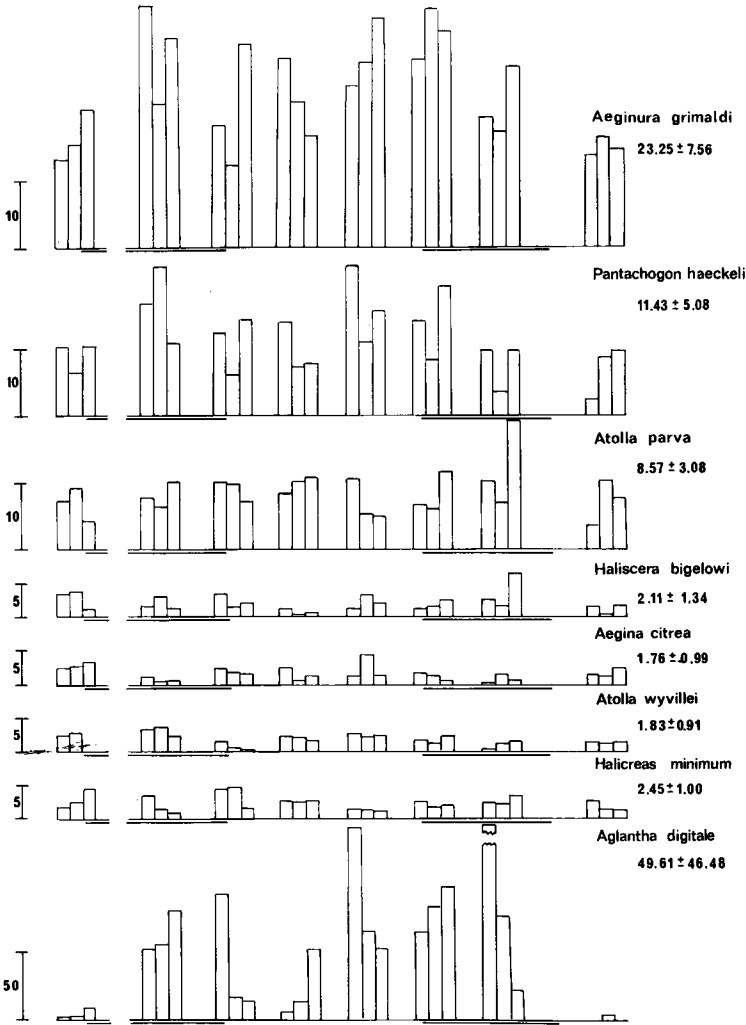 Aeginura grimaldi
23.25 ± 7.56
10
Pantachogon haeckeli
11.43 ± 5.08
10
Atolla parva
8.57 ± 3.08
10
Haliscera bigelowi
2.11 ± 1.34
5
Aegina citrea
1.76 ± 0.99
5
Atolla wyvillei
1.83 ± 0.91
5
Halicreas minimum
2.45 ± 1.00
5
Aglantha digitale
49.61 ± 46.48
50